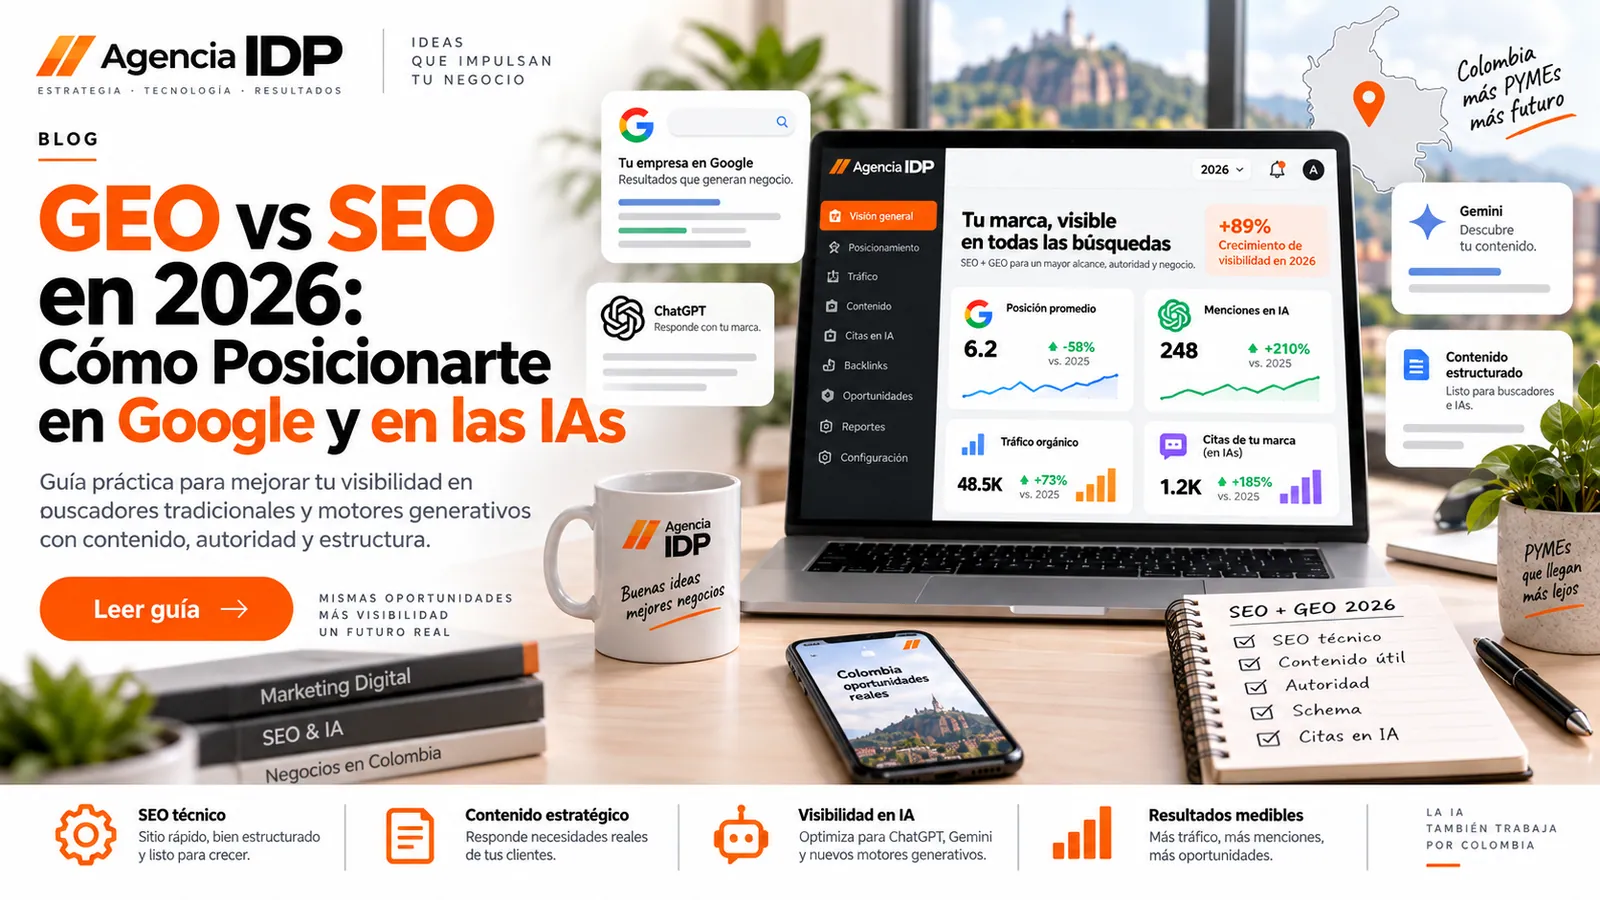 Agencia IDP
ESTRATEGIA · TECNOLOGÍA · RESULTADOS
IDEAS
QUE IMPULSAN
TU NEGOCIO
BLOG
GEO vs SEO
en 2026:
Cómo Posicionarte
en Google y en las IAs
Guía práctica para mejorar tu visibilidad en
buscadores tradicionales y motores generativos
con contenido, autoridad y estructura.
Leer guía →
MISMAS OPORTUNIDADES
MÁS VISIBILIDAD
UN FUTURO REAL
Marketing Digital
SEO & IA
Negocios en Colombia
G
Tu empresa en Google
Resultados que generan negocio.
ChatGPT
Responde con tu marca.
Agencia IDP
Visión general
Posicionamiento
Tráfico
Contenido
Citas en IA
Backlinks
Oportunidades
Reportes
Configuración
2026
A
Tu marca, visible
en todas las búsquedas
SEO + GEO para un mayor alcance, autoridad y negocio.
+89%
Crecimiento de
visibilidad en 2026
G
Posición promedio
6.2
-58%
vs. 2025
Menciones en IA
248
+210%
vs. 2025
Tráfico orgánico
48.5K
+73%
vs. 2025
Citas de tu marca
(en IAs)
1.2K
+185%
vs. 2025
Colombia
más PYMEs
más futuro
Gemini
Descubre
tu contenido.
Contenido
estructurado
Listo para buscadores
e IAs.
PYMEs
que llegan
más lejos
Agencia
IDP
Buenas ideas
mejores negocios
Colombia
oportunidades
reales
SEO + GEO 2026
SEO técnico
Contenido útil
Autoridad
Schema
Citas en IA
SEO técnico
Sitio rápido, bien estructurado
y listo para crecer.
Contenido estratégico
Responde necesidades reales
de tus clientes.
Visibilidad en IA
Optimiza para ChatGPT, Gemini
y nuevos motores generativos.
Resultados medibles
Más tráfico, más menciones,
más oportunidades.
LA IA
TAMBIÉN TRABAJA
POR COLOMBIA